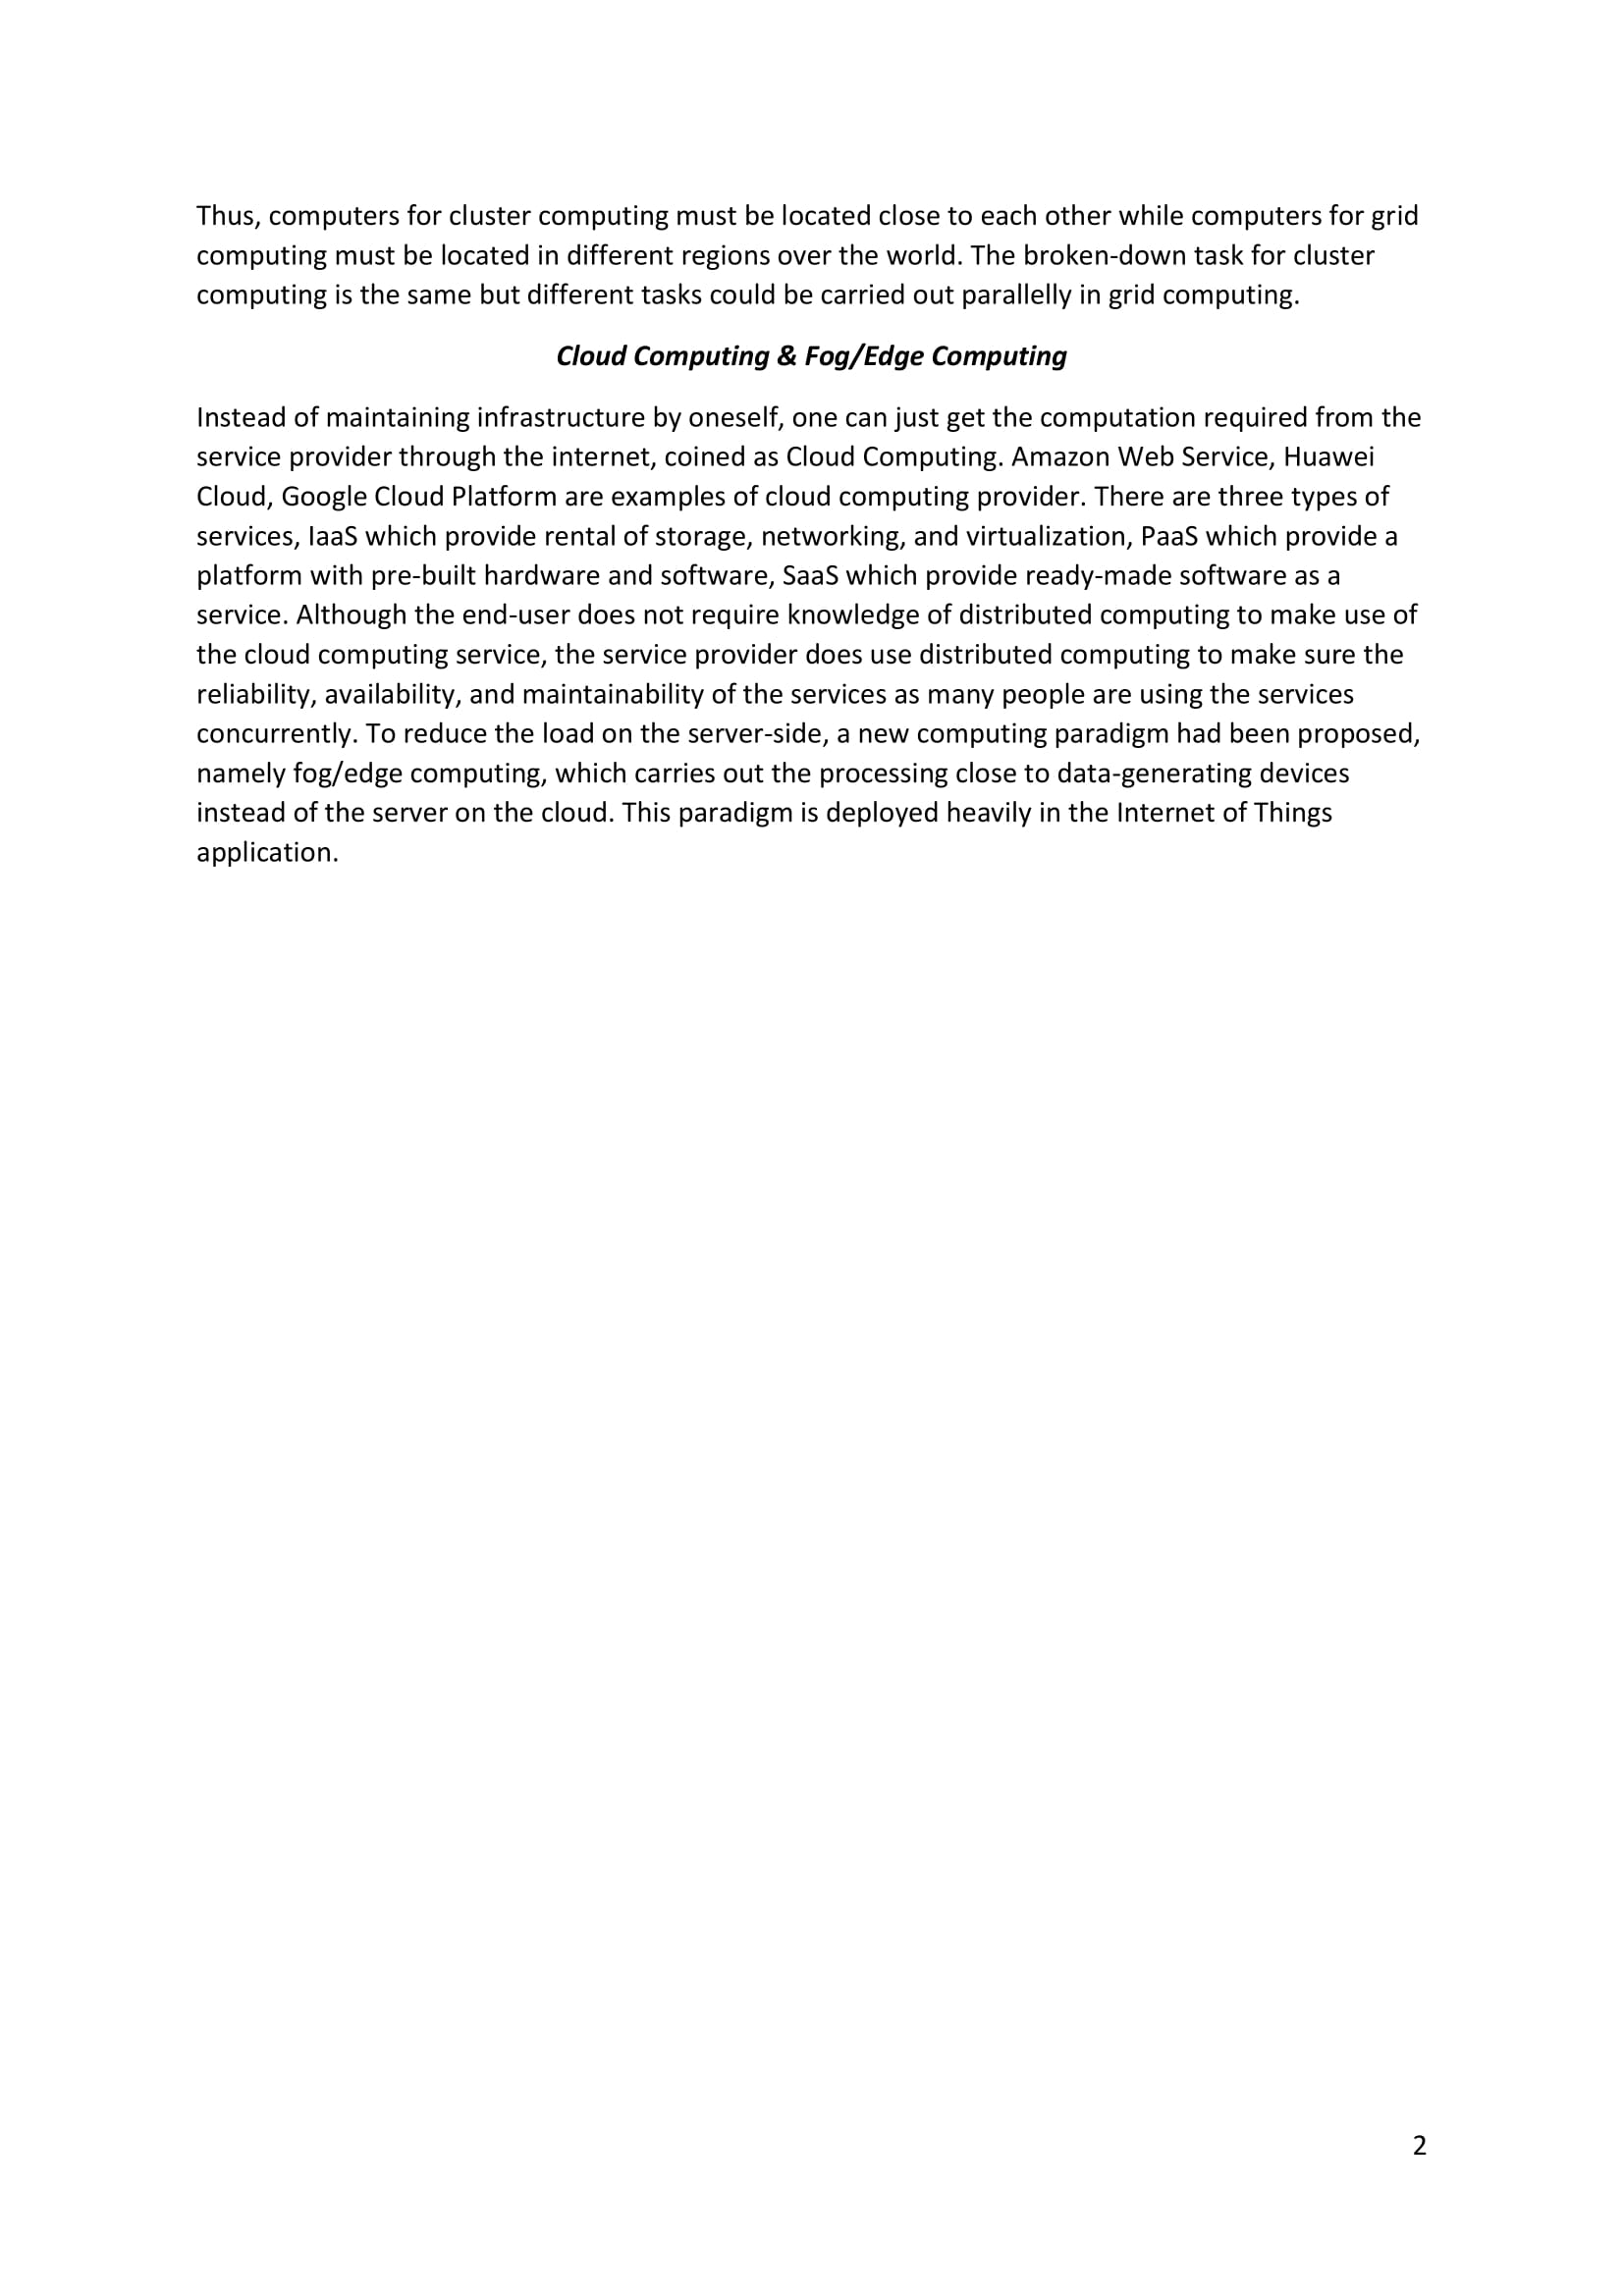 Thus, computers for cluster computing must be located close to each other while computers for grid
computing must be located in different regions over the world. The broken-down task for cluster
computing is the same but different tasks could be carried out parallelly in grid computing.
Cloud Computing & Fog/Edge Computing
Instead of maintaining infrastructure by oneself, one can just get the computation required from the
service provider through the internet, coined as Cloud Computing. Amazon Web Service, Huawei
Cloud, Google Cloud Platform are examples of cloud computing provider. There are three types of
services, IaaS which provide rental of storage, networking, and virtualization, PaaS which provide a
platform with pre-built hardware and software, SaaS which provide ready-made software as a
service. Although the end-user does not require knowledge of distributed computing to make use of
the cloud computing service, the service provider does use distributed computing to make sure the
reliability, availability, and maintainability of the services as many people are using the services
concurrently. To reduce the load on the server-side, a new computing paradigm had been proposed,
namely fog/edge computing, which carries out the processing close to data-generating devices
instead of the server on the cloud. This paradigm is deployed heavily in the Internet of Things
application.
2